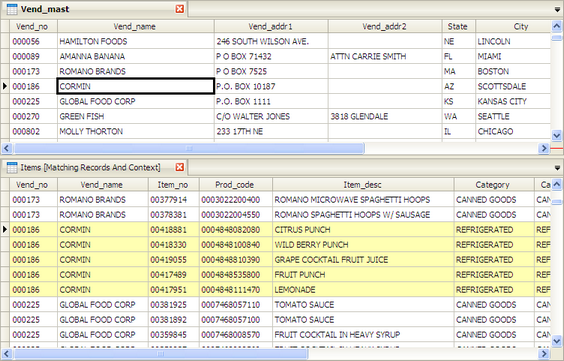 Vend_mast
Vend_no Vend_name Vend_addr1 Vend_addr2 State City
000056 HAMILTON FOODS 246 SOUTH WILSON AVE. NE LINCOLN
000089 AMANNA BANANA P O BOX 71432 ATTN CARRIE SMITH FL MIAMI
000173 ROMANO BRANDS P O BOX 7525 MA BOSTON
000186 CORMIN P.O. BOX 10187 AZ SCOTTSDALE
000225 GLOBAL FOOD CORP P.O. BOX 1111 KS KANSAS CITY
000270 GREEN FISH C/O WALTER JONES 3818 GLENDALE WA SEATTLE
000802 MOLLY THORTON 233 17TH NE IL CHICAGO
Items [Matching Records And Context]
Vend_no Vend_name Item_no Prod_code Item_desc Category Ca
000173 ROMANO BRANDS 00377914 0003022200400 ROMANO MICROWAVE SPAGHETTI HOOPS CANNED GOODS CAN
000173 ROMANO BRANDS 00378381 0003022004550 ROMANO SPAGHETTI HOOPS W/ SAUSAGE CANNED GOODS CAN
000186 CORMIN 00418881 0004848082080 CITRUS PUNCH REFRIGERATED REF
000186 CORMIN 00418330 0004848100840 WILD BERRY PUNCH REFRIGERATED REF
000186 CORMIN 00419055 0004848810390 GRAPE COCKTAIL FRUIT JUICE REFRIGERATED REF
000186 CORMIN 00417489 0004848535800 FRUIT PUNCH REFRIGERATED REF
000186 CORMIN 00417951 0004848111470 LEMONADE REFRIGERATED REF
000225 GLOBAL FOOD CORP 00381925 0007468057110 TOMATO SAUCE CANNED GOODS CAN
000225 GLOBAL FOOD CORP 00381892 0007468057100 TOMATO SAUCE CANNED GOODS CAN
000225 GLOBAL FOOD CORP 00359845 0007468008570 FRUIT COCKTAIL IN HEAVY SYRUP CANNED GOODS CAN